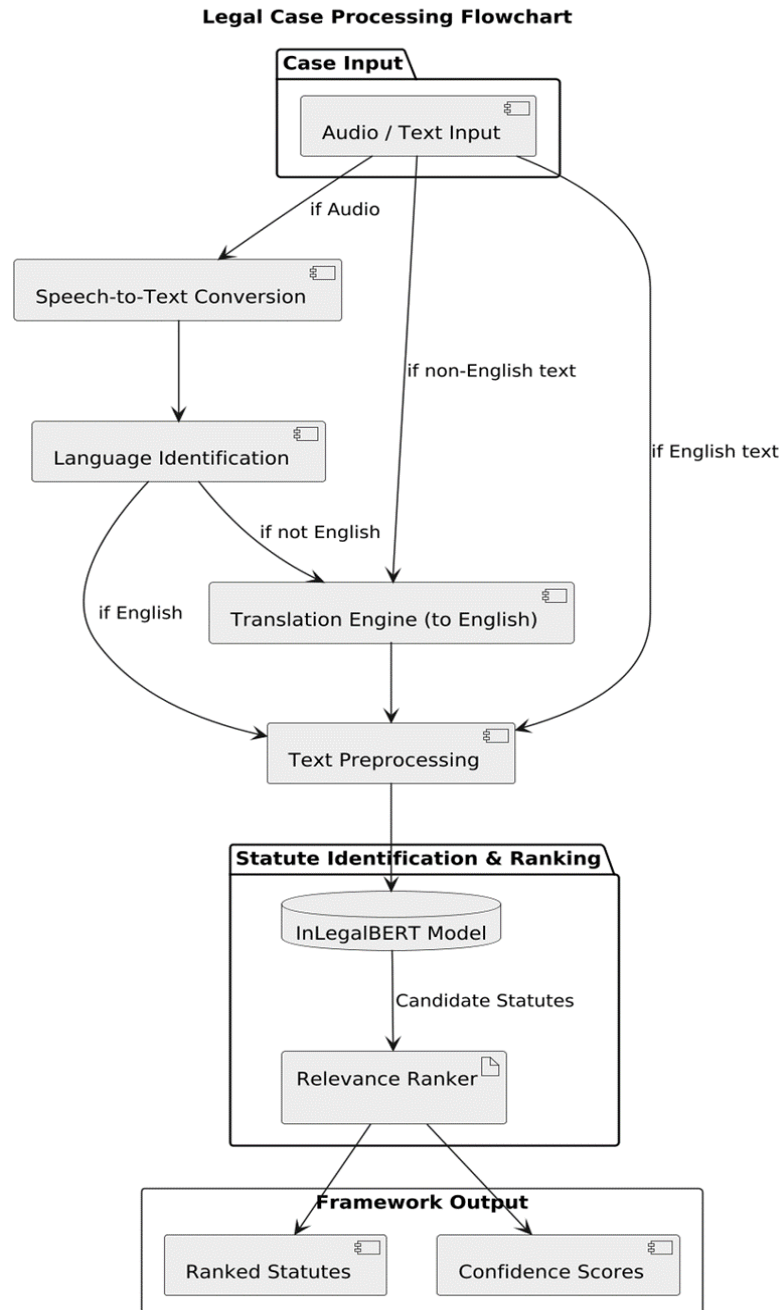 Legal Case Processing Flowchart
Case Input
Audio / Text Input
if Audio
Speech-to-Text Conversion
if non-English text
if English text
Language Identification
if not English
if English
Translation Engine (to English)
Text Preprocessing
Statute Identification & Ranking
InLegalBERT Model
Candidate Statutes
Relevance Ranker
Framework Output
Ranked Statutes
Confidence Scores